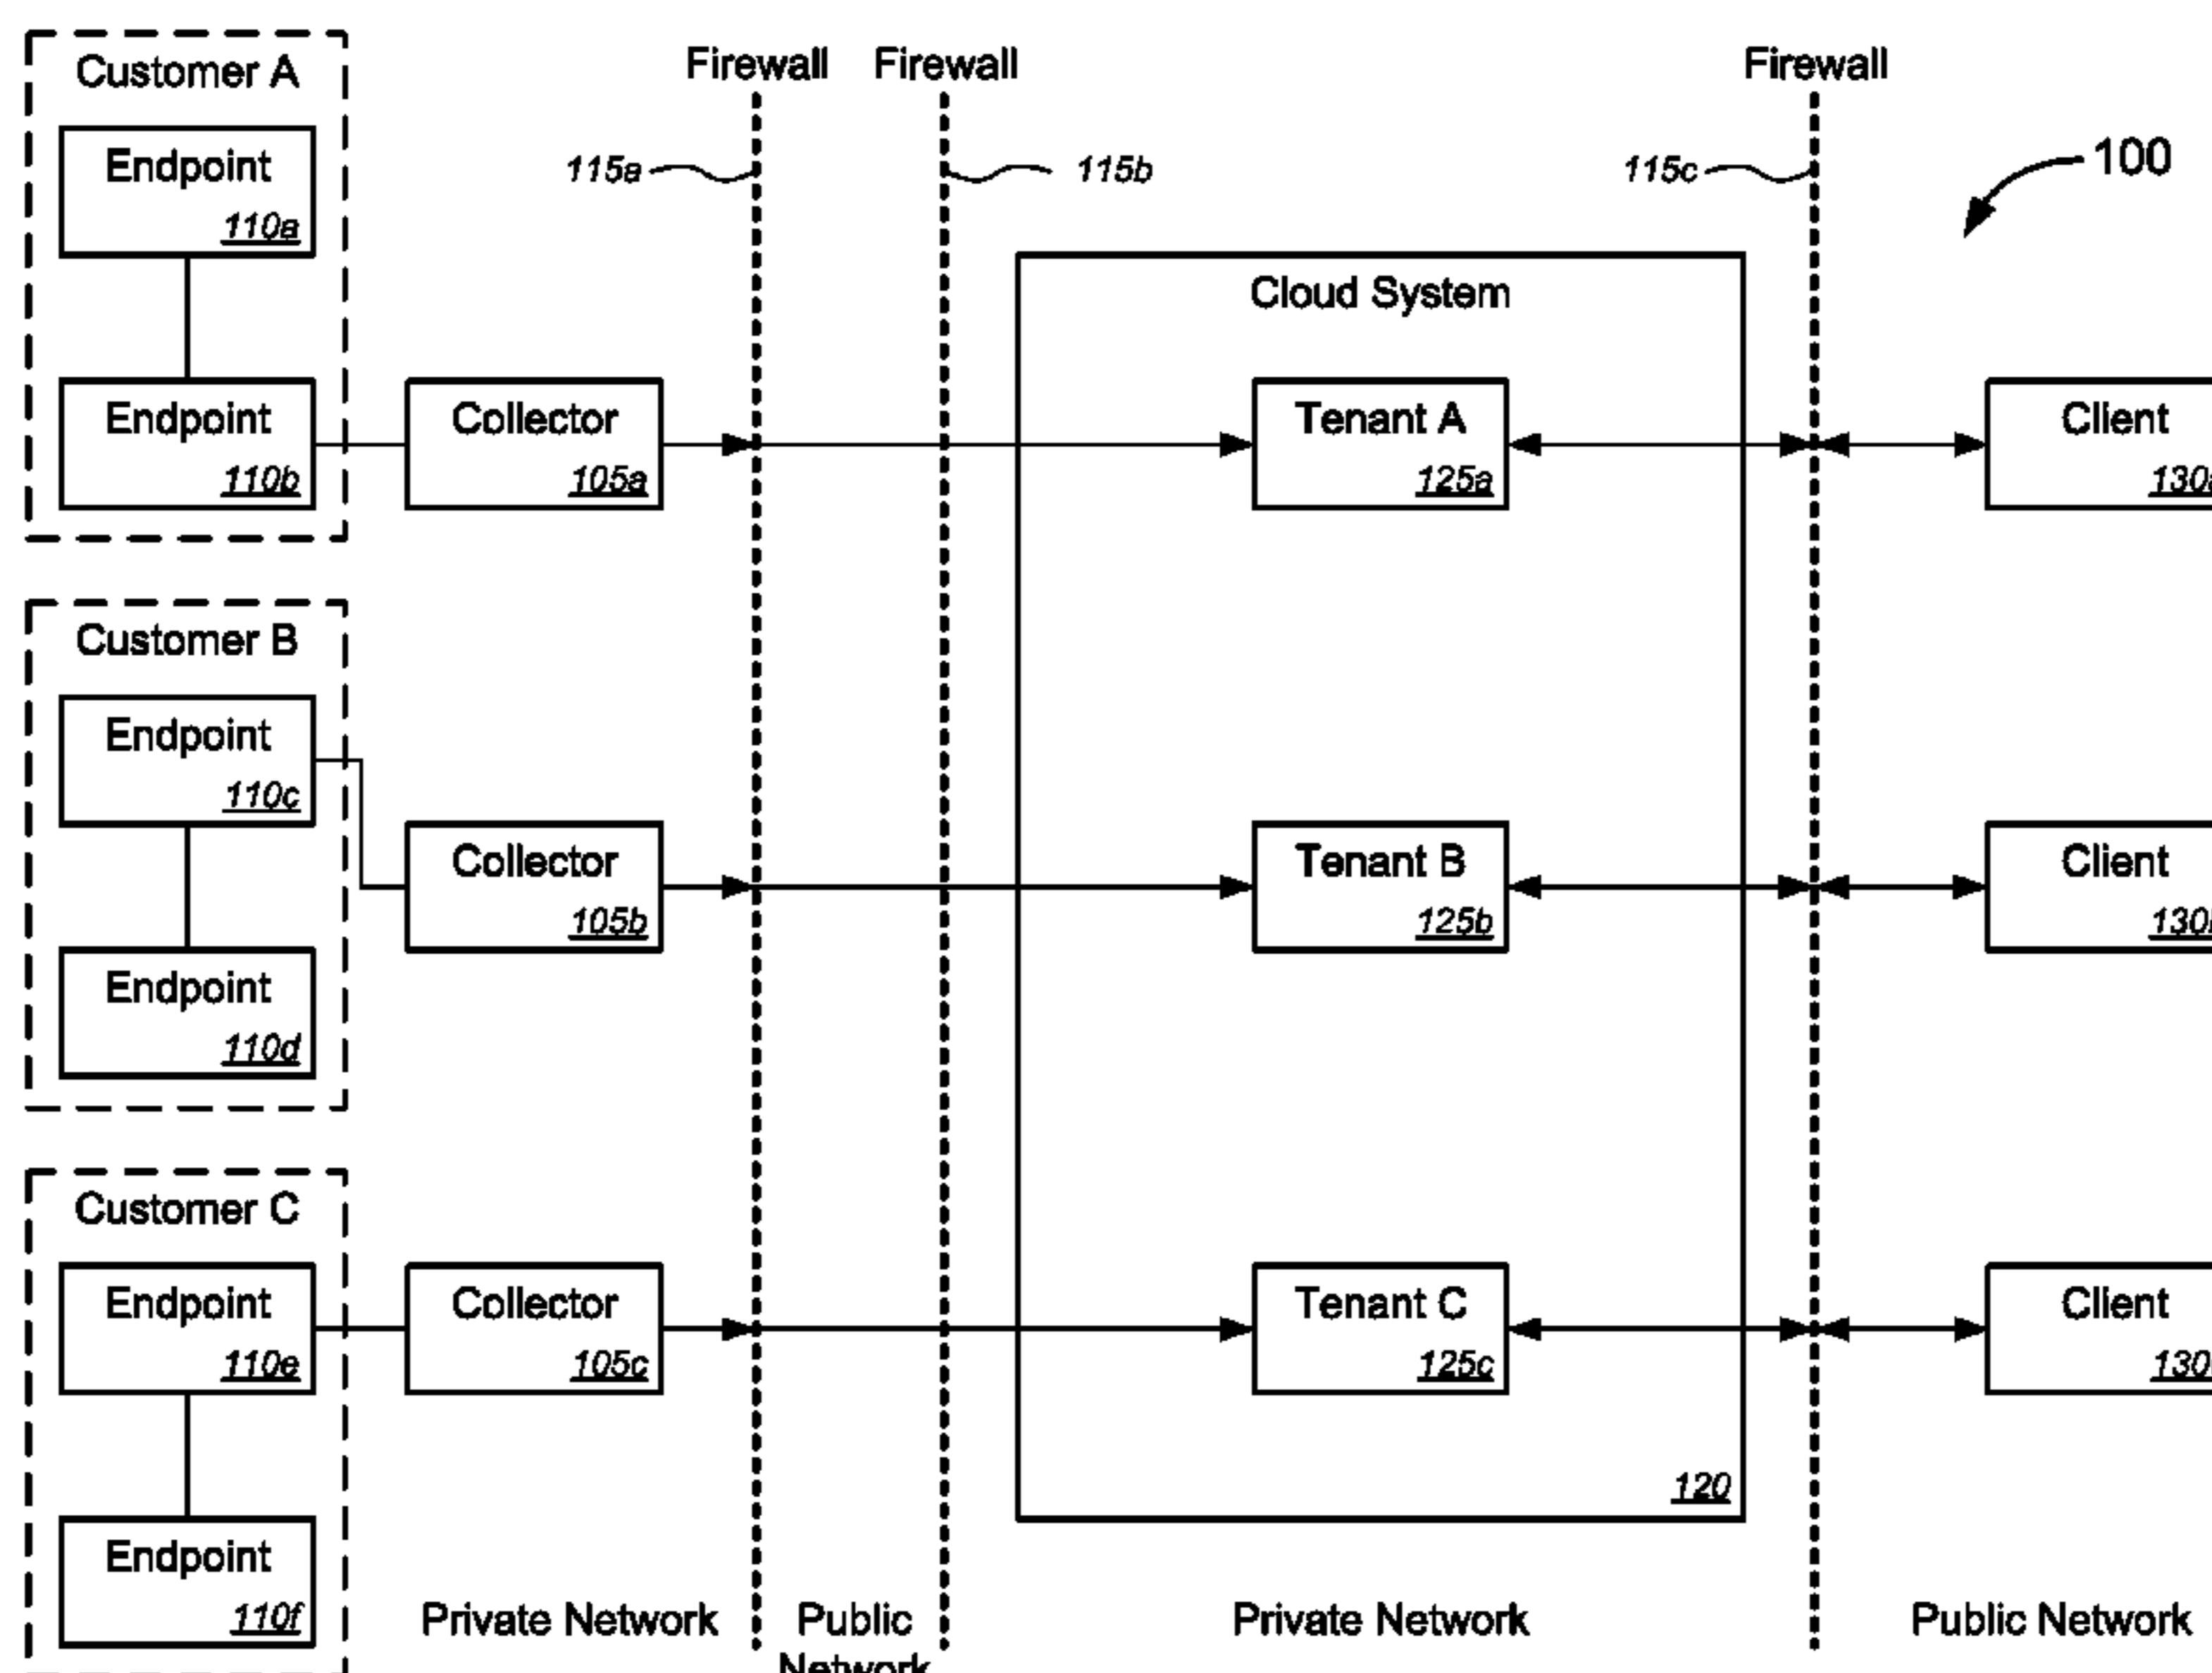 Customer A
Endpoint
110a
Endpoint
110b
Collector
105a
Firewall
Firewall
Firewall
115a
115b
115c
100
Cloud System
Tenant A
125a
Client
Customer B
Endpoint
110c
Endpoint
110d
Collector
105b
Tenant B
125b
Client
Customer C
Endpoint
110e
Endpoint
110f
Collector
105c
Tenant C
125c
Client
120
Private Network
Public
Network
Private Network
Public Network